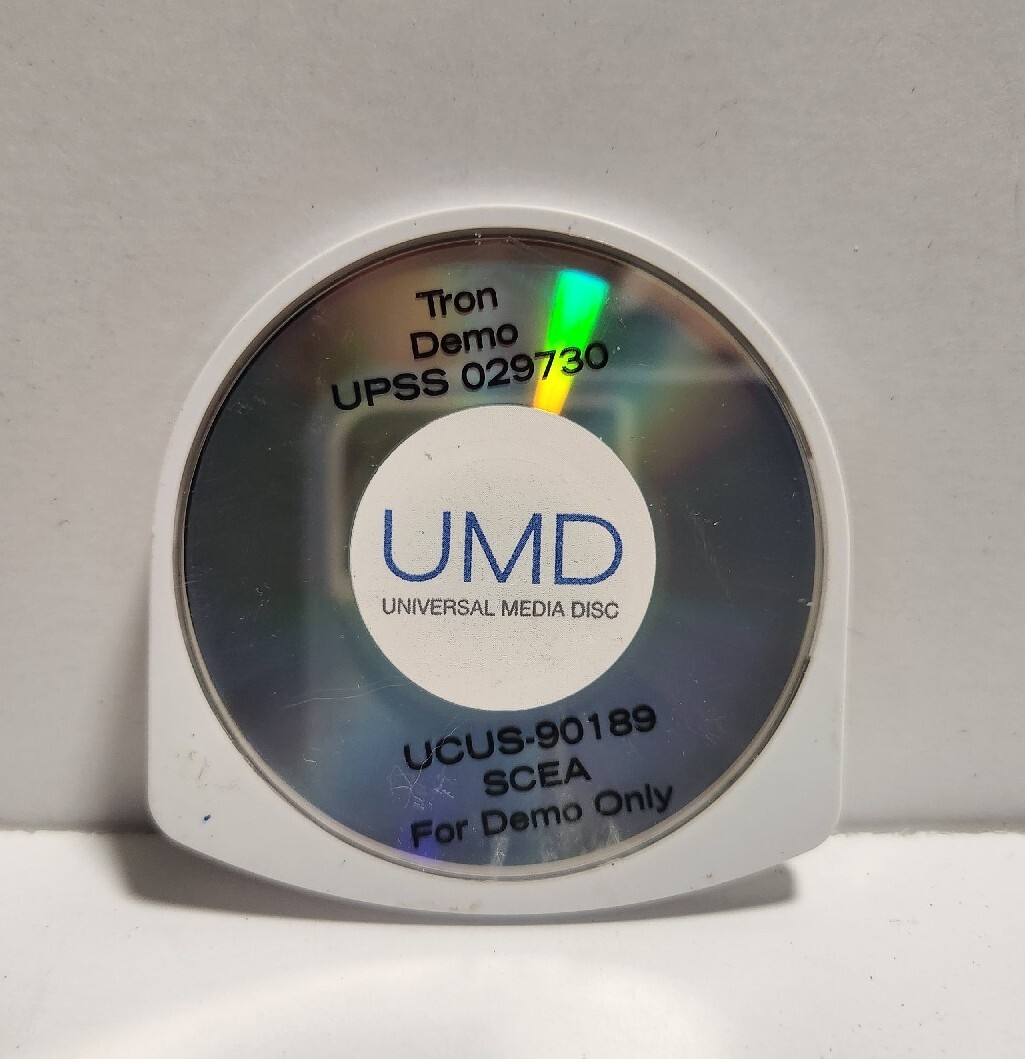 Tron
Demo
UPSS 029730
UMD
UNIVERSAL MEDIA DISC
UCUS-90189
SCEA
For Demo Only